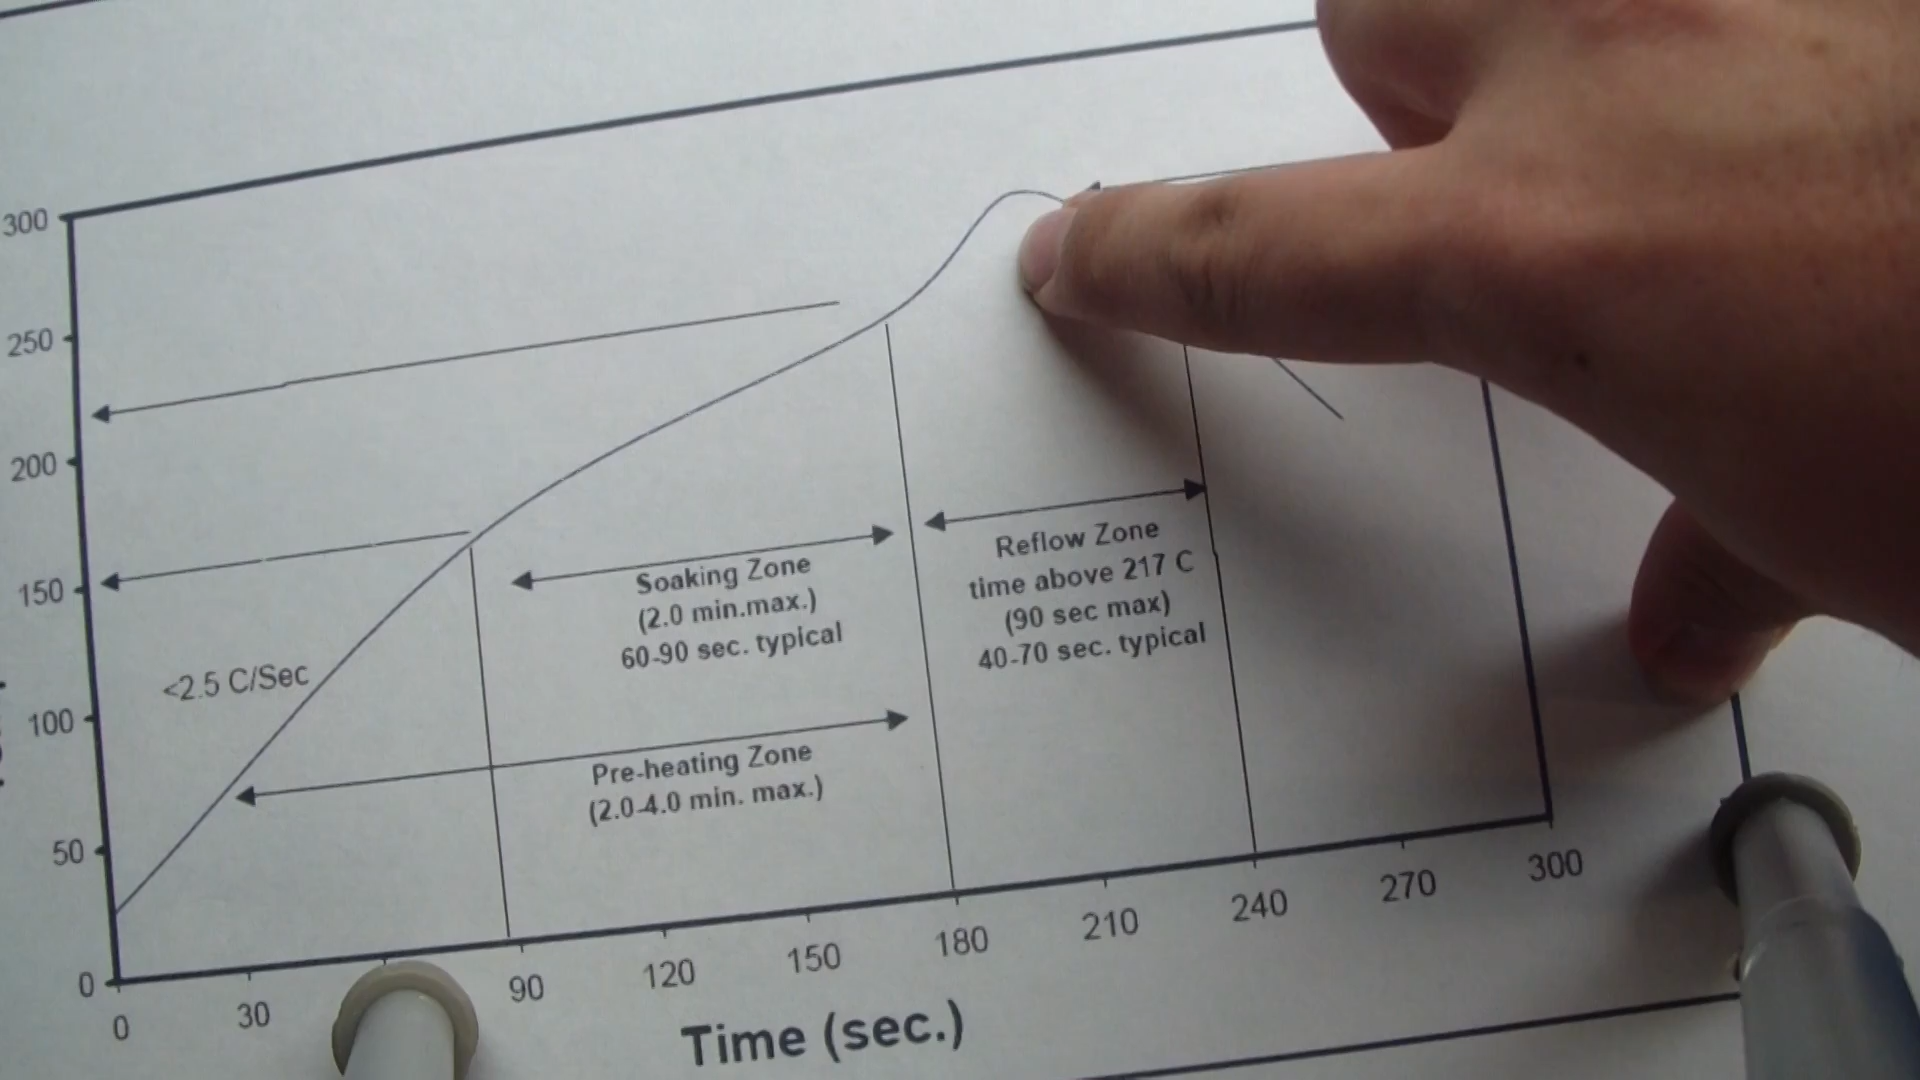 300
250
200
150
100
50
0
<2.5 C/Sec
Soaking Zone
(2.0 min.max.)
60-90 sec. typical
Pre-heating Zone
(2.0-4.0 min. max.)
Reflow Zone
time above 217 C
(90 sec max)
40-70 sec. typical
0 30 90 120 150 180 210 240 270 300
Time (sec.)